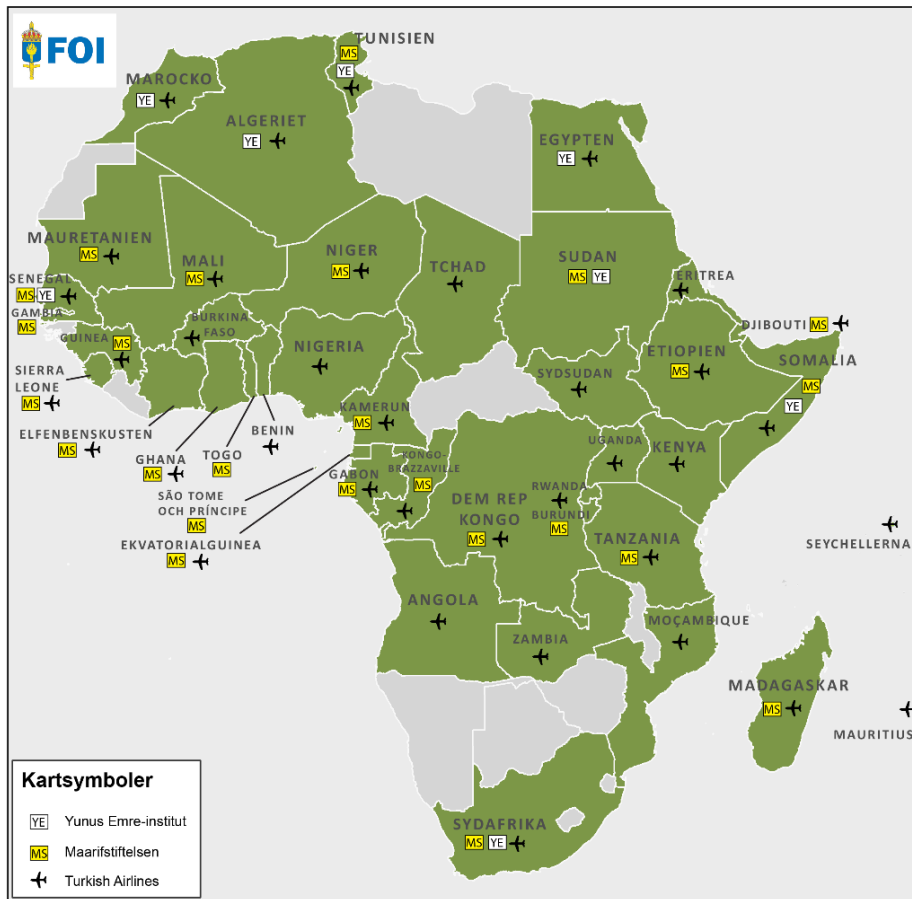 FOI
TUNISIEN
MS
YE
MAROCKO
YE
ALGERIET
YE
EGYPTEN
YE
MAURETANIEN
MS
MALI
MS
NIGER
MS
TCHAD
SUDAN
MS YE
ERITREA
SENEGAL
MS YE
GAMBIA
MS
GUINEA MS
BURKINA
FASO
NIGERIA
SYDSUDAN
ETIOPIEN
MS
DJIBOUTI MS
SOMALIA
MS
YE
SIERRA
LEONE
MS
ELFENBENSKUSTEN
MS
GHANA
MS
TOGO
MS
BENIN
KAMERUN
MS
SÃO TOME
OCH PRÍNCIPE
MS
EKVATORIALGUINEA
MS
GABON
MS
KONGO-
BRAZZAVILLE
MS
DEM REP
KONGO
MS
UGANDA
KENYA
RWANDA
BURUNDI
MS
TANZANIA
MS
SEYCHELLERNA
ANGOLA
ZAMBIA
MOÇAMBIQUE
MADAGASKAR
MS
MAURITIUS
SYDAFRIKA
MS YE
Kartsymboler
YE Yunus Emre-institut
MS Maarifstiftelsen
Turkish Airlines